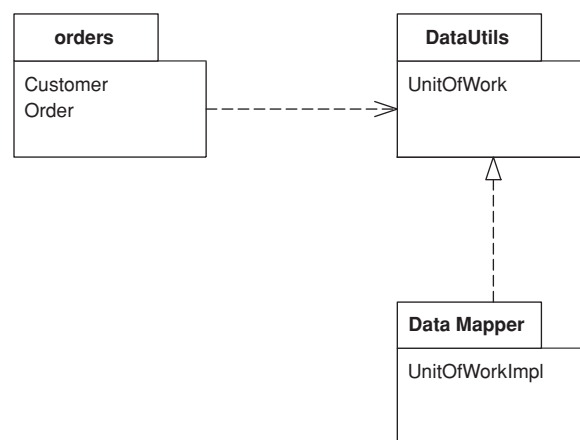 orders
Customer
Order
DataUtils
UnitOfWork
Data Mapper
UnitOfWorkImpl